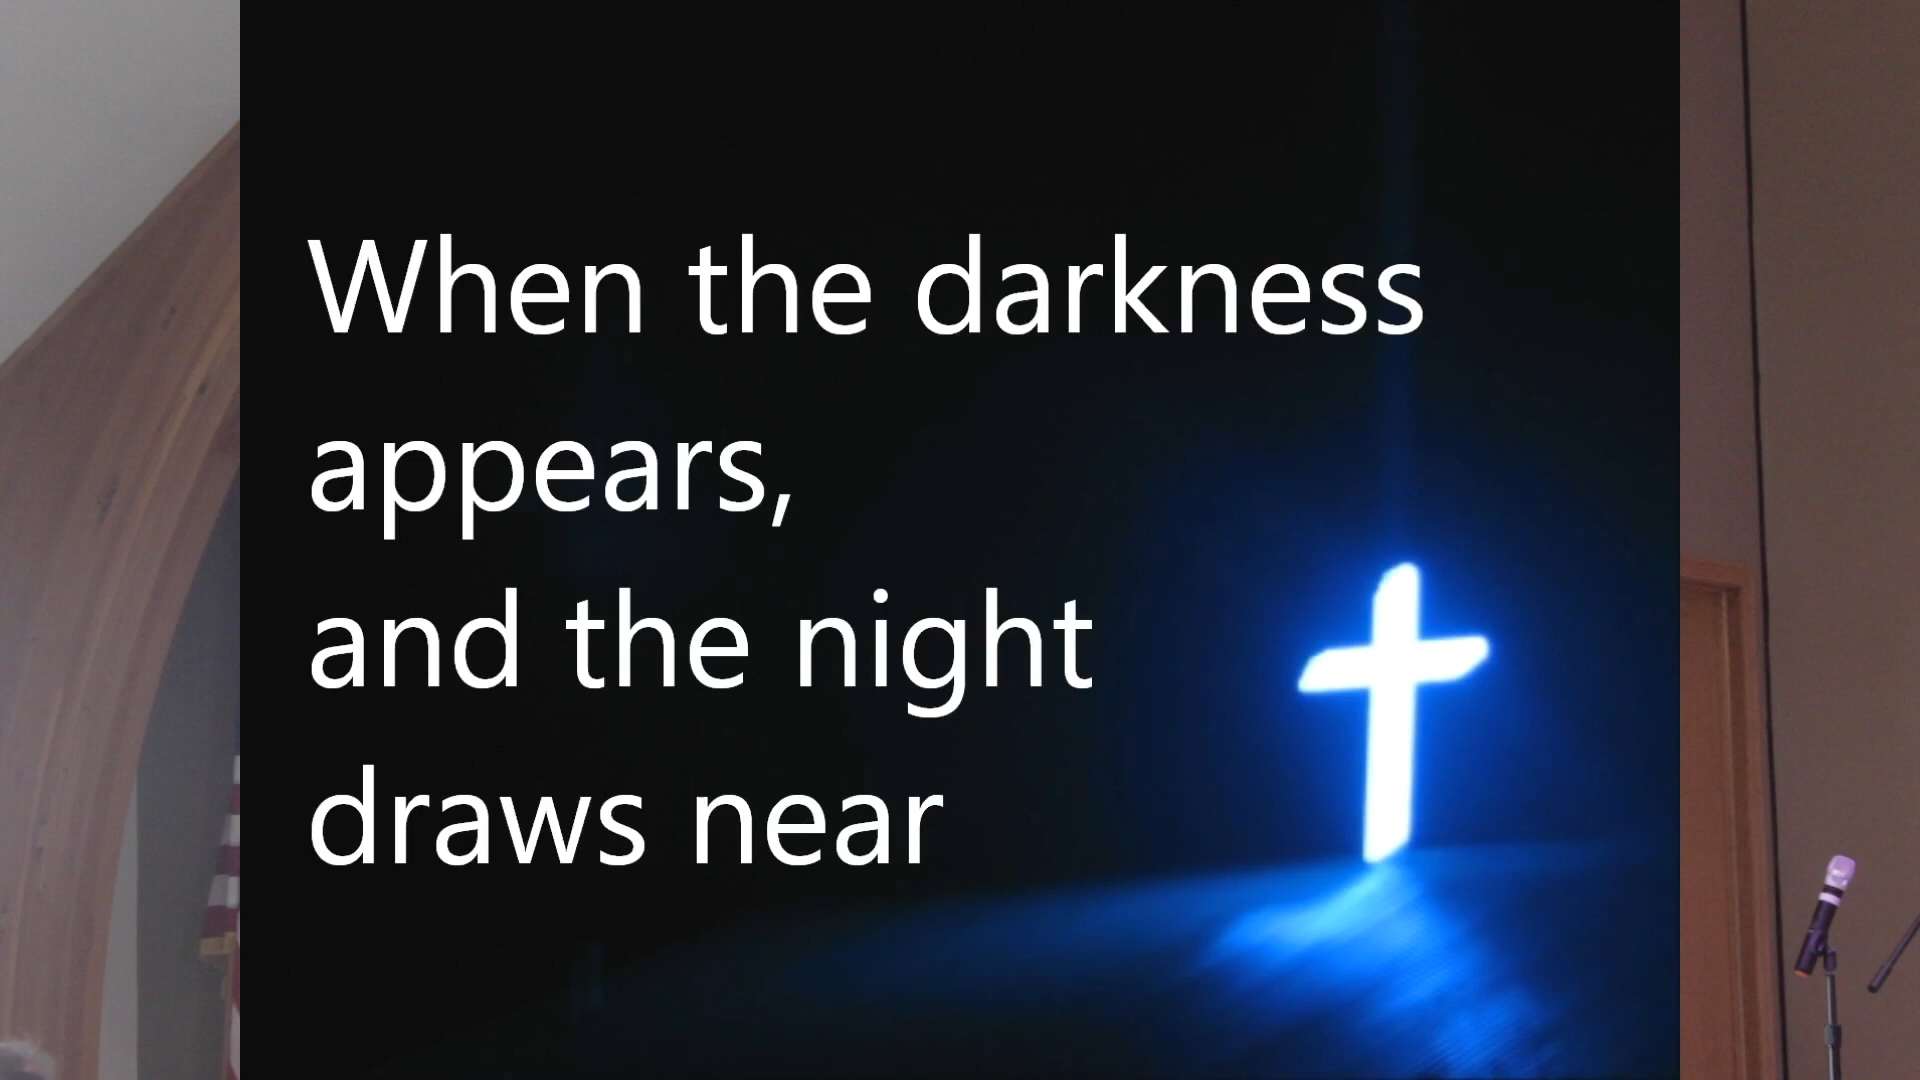 When the darkness
appears,
and the night
draws near